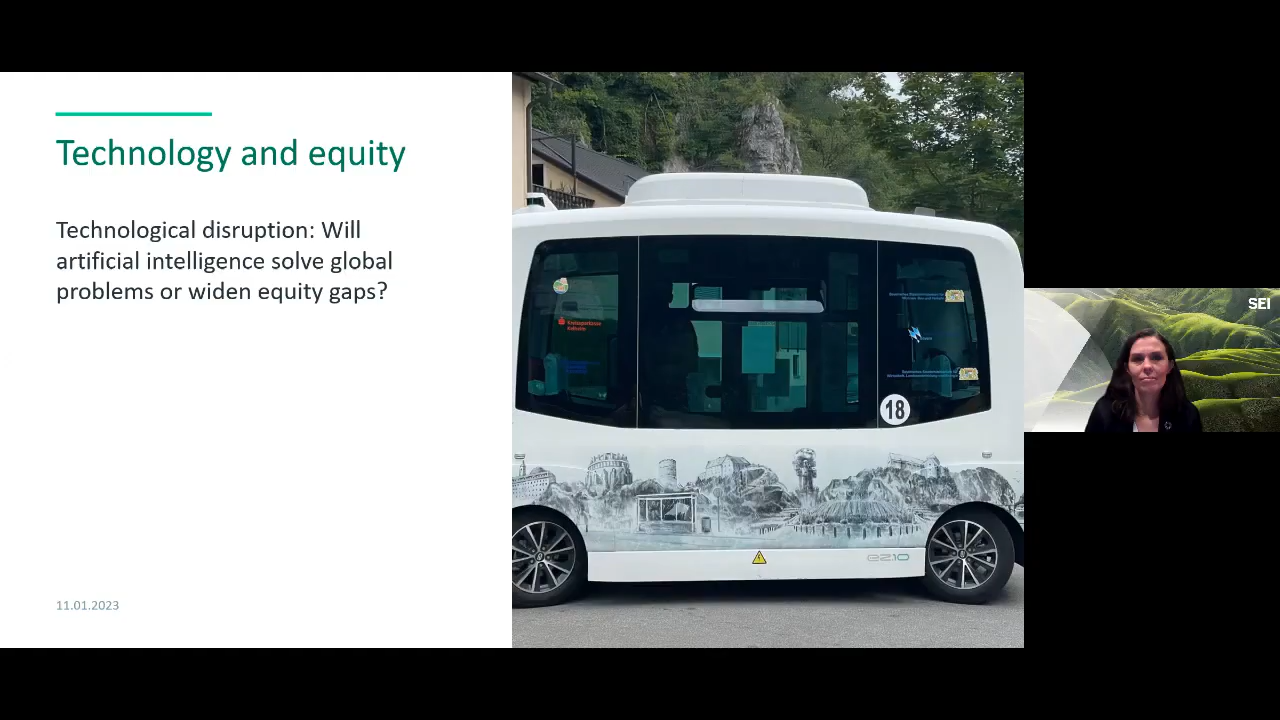 Technology and equity
Technological disruption: Will
artificial intelligence solve global
problems or widen equity gaps?
11.01.2023
18
ez10
SEI